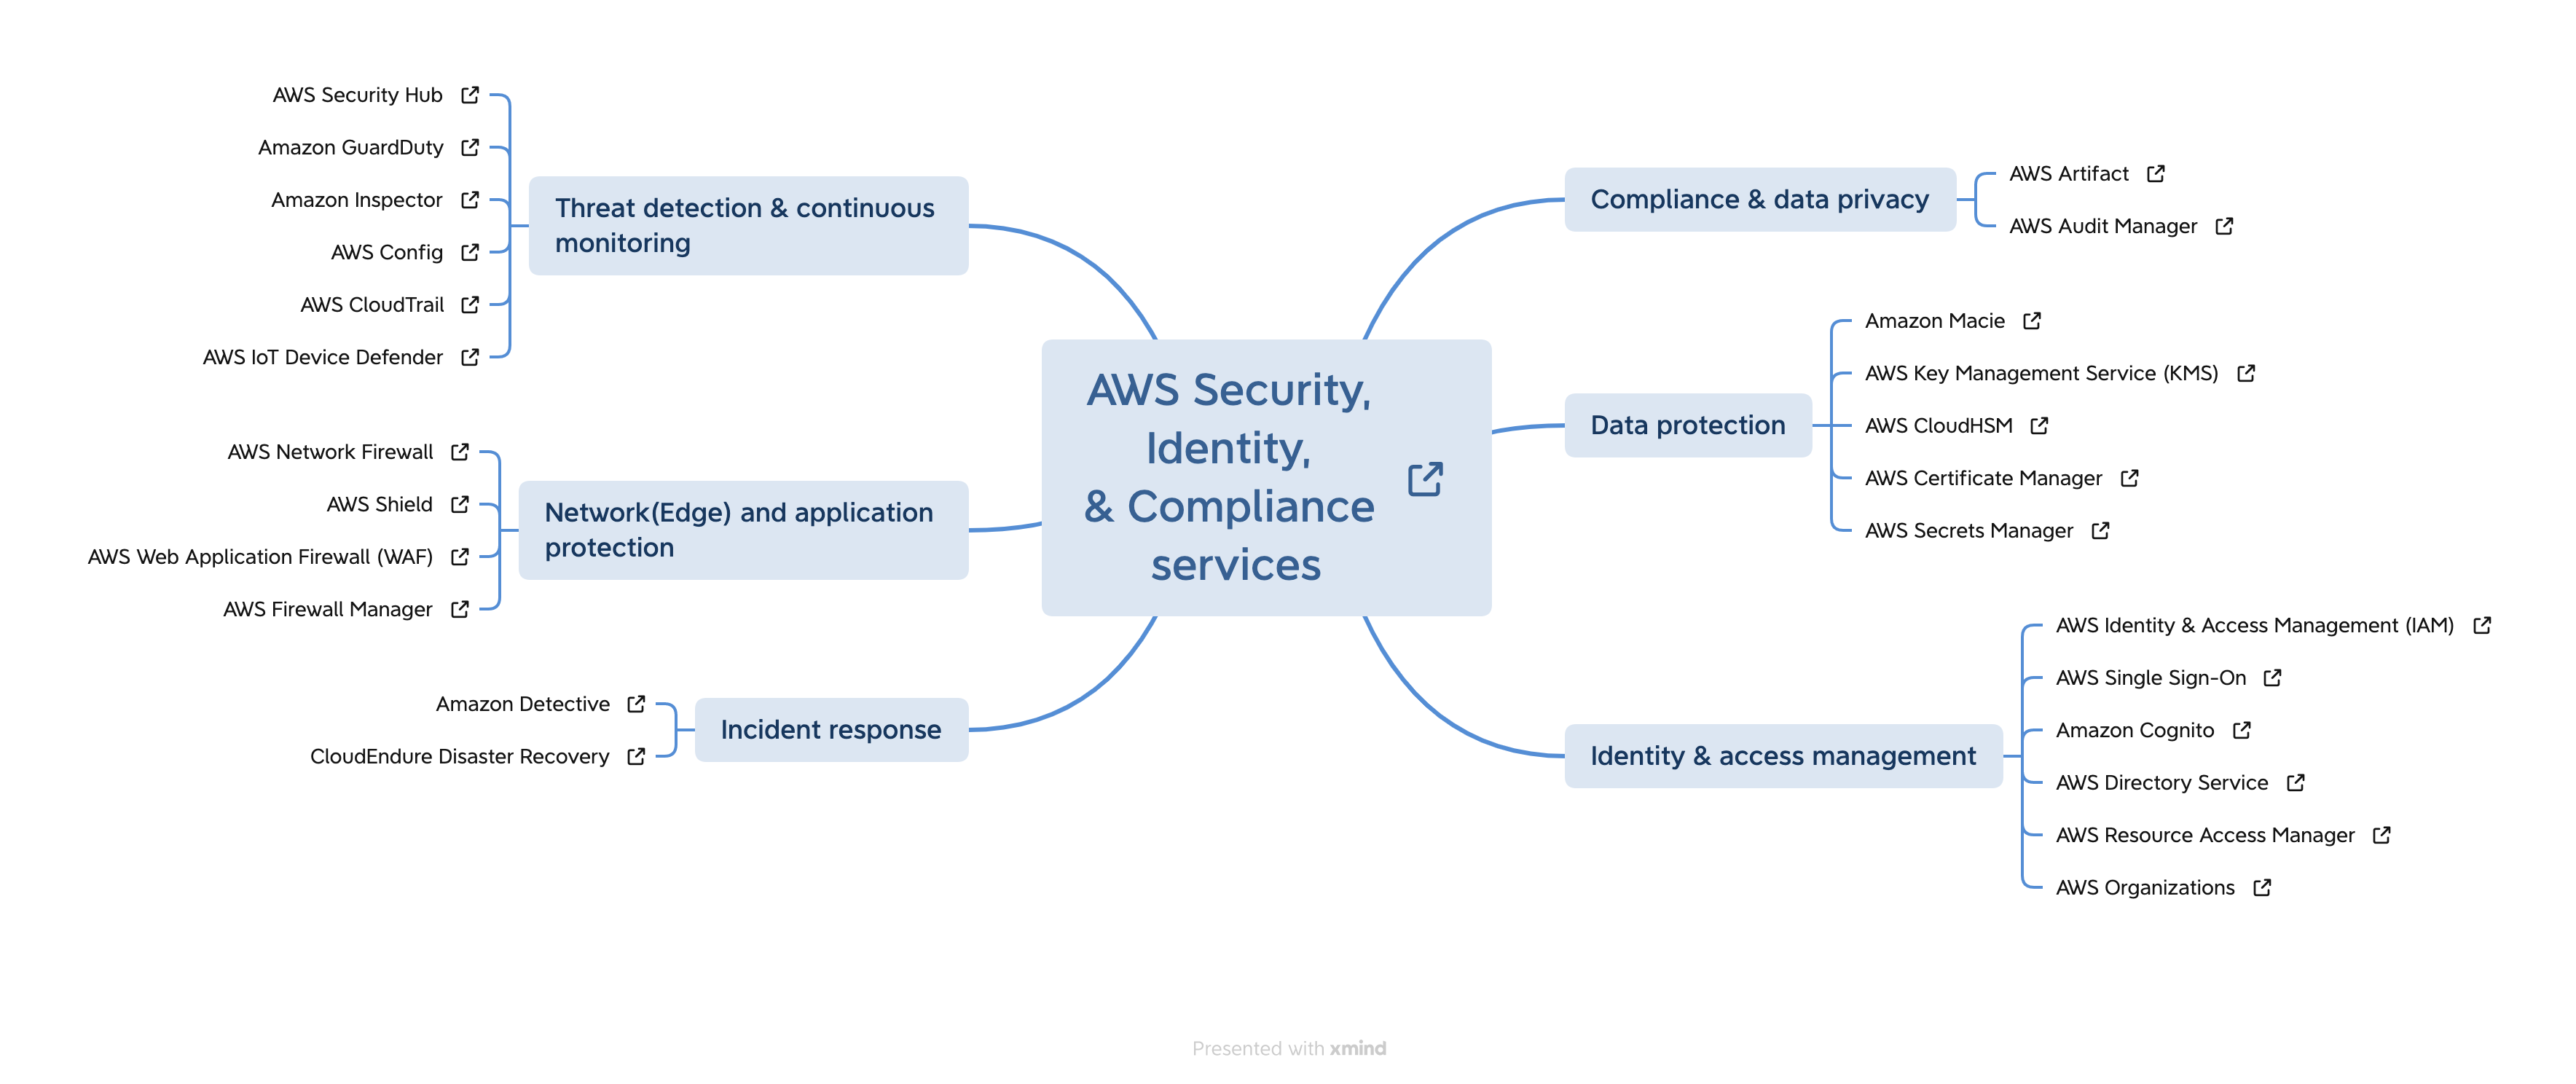 AWS Security,
Identity,
& Compliance
services
Compliance & data privacy
AWS Artifact
AWS Audit Manager
Data protection
Amazon Macie
AWS Key Management Service (KMS)
AWS CloudHSM
AWS Certificate Manager
AWS Secrets Manager
Identity & access management
AWS Identity & Access Management (IAM)
AWS Single Sign-On
Amazon Cognito
AWS Directory Service
AWS Resource Access Manager
AWS Organizations
Threat detection & continuous
monitoring
AWS Security Hub
Amazon GuardDuty
Amazon Inspector
AWS Config
AWS CloudTrail
AWS IoT Device Defender
Network(Edge) and application
protection
AWS Network Firewall
AWS Shield
AWS Web Application Firewall (WAF)
AWS Firewall Manager
Incident response
Amazon Detective
CloudEndure Disaster Recovery
Presented with xmind